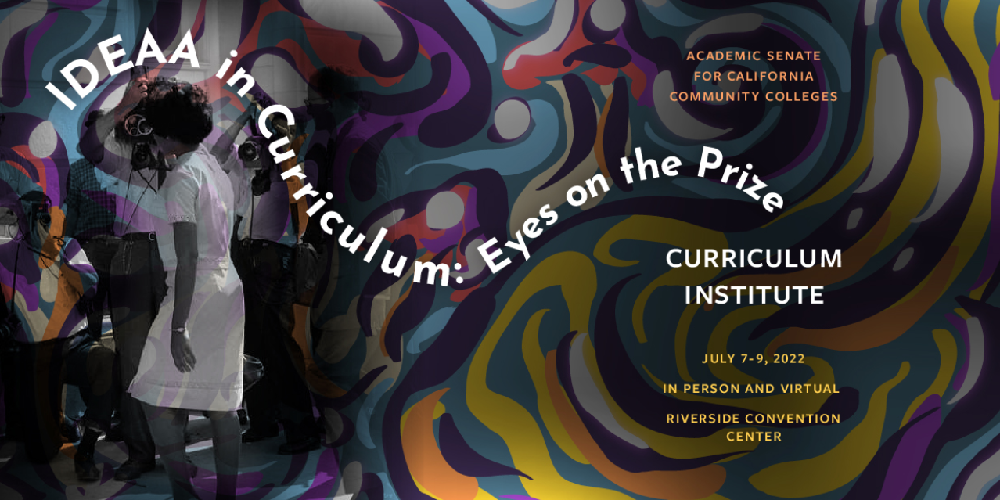 IDEAA in Curriculum: Eyes on the Prize
ACADEMIC SENATE
FOR CALIFORNIA
COMMUNITY COLLEGES
CURRICULUM
INSTITUTE
JULY 7-9, 2022
IN PERSON AND VIRTUAL
RIVERSIDE CONVENTION
CENTER